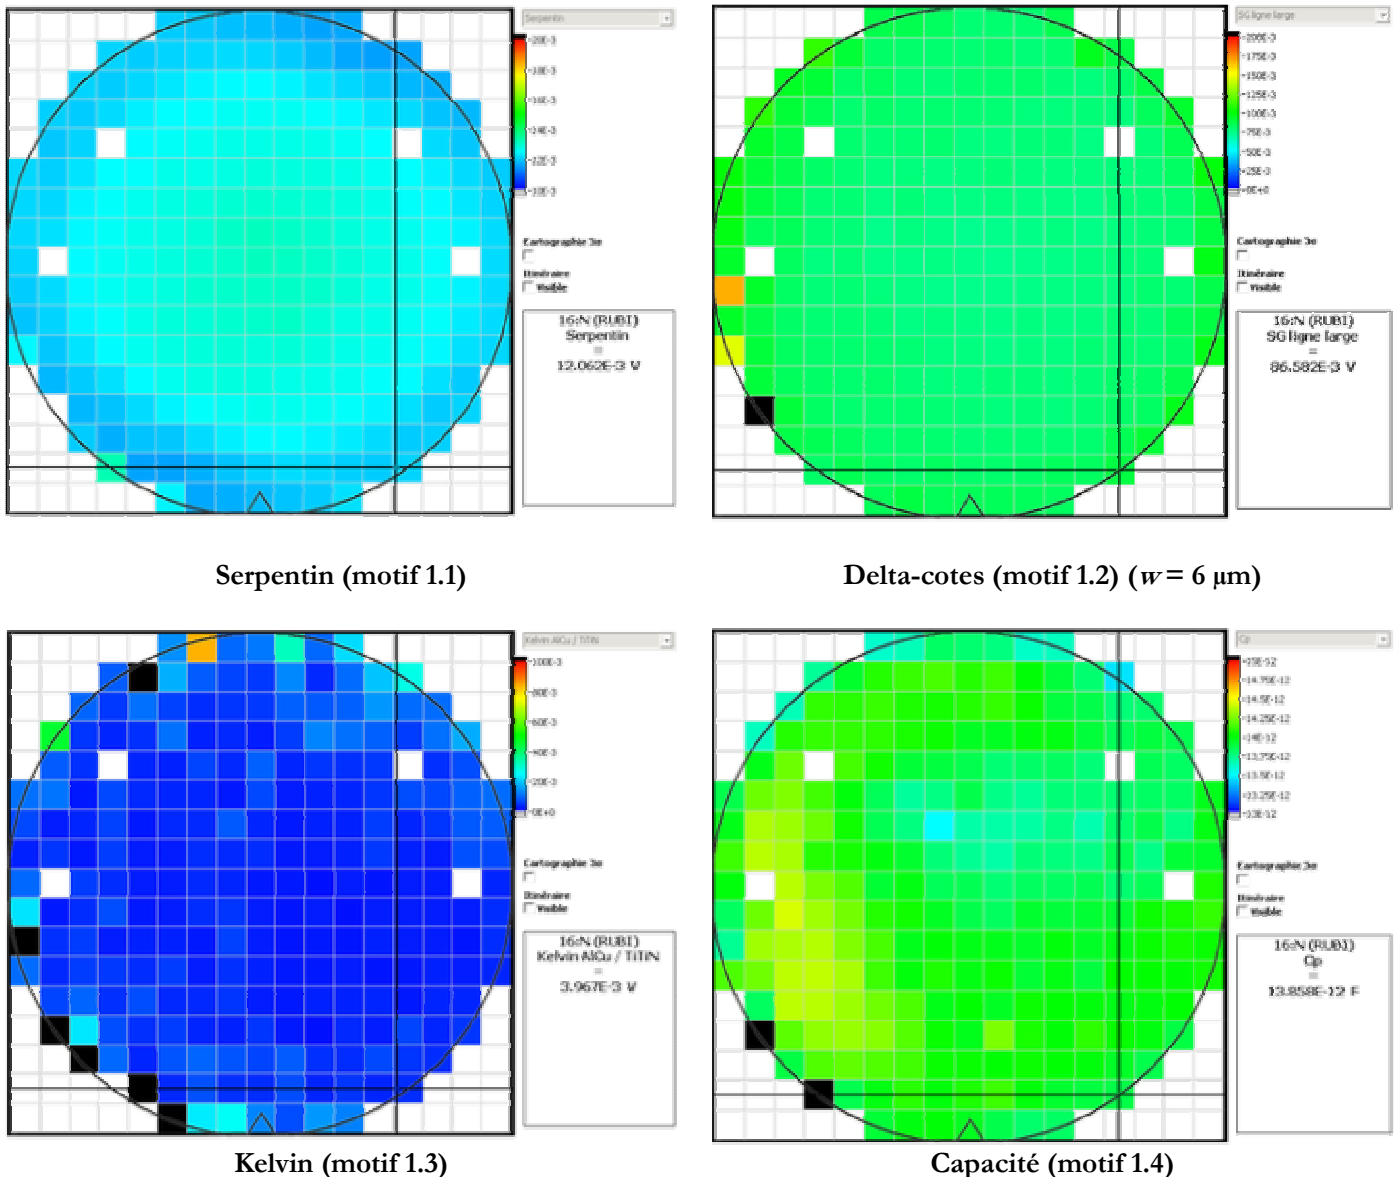 Serpentin
Cartographie 3σ
Itinéraire
Visible
16:N (RUBI)
Serpentin
=
12.062E-3 V
SG ligne large
=200E-3
=175E-3
=150E-3
=125E-3
=100E-3
=75E-3
=50E-3
=25E-3
=0E+0
Cartographie 3σ
Itinéraire
Visible
16:N (RUBI)
SG ligne large
=
86.582E-3 V
Serpentin (motif 1.1)
Delta-cotes (motif 1.2) (w = 6 µm)
Kelvin AlCu / TiTiN
=100E-3
=80E-3
=60E-3
=40E-3
=20E-3
=0E+0
Cartographie 3σ
Itinéraire
Visible
16:N (RUBI)
Kelvin AlCu / TiTiN
=
3.967E-3 V
Cp
=15E-12
=14.75E-12
=14.5E-12
=14.25E-12
=14E-12
=13.75E-12
=13.5E-12
=13.25E-12
=13E-12
Cartographie 3σ
Itinéraire
Visible
16:N (RUBI)
Cp
=
13.858E-12 F
Kelvin (motif 1.3)
Capacité (motif 1.4)